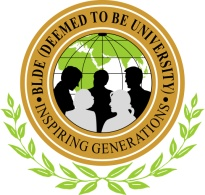 BLDE (DEEMED TO BE UNIVERSITY)
INSPIRING GENERATIONS